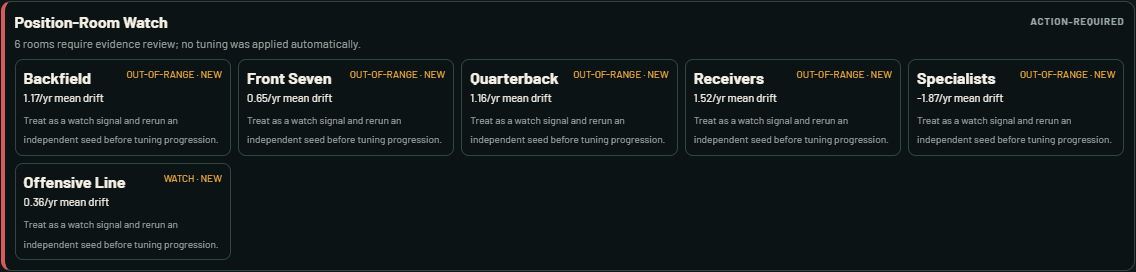 Position-Room Watch
ACTION-REQUIRED
6 rooms require evidence review; no tuning was applied automatically.
Backfield
OUT-OF-RANGE · NEW
1.17/yr mean drift
Treat as a watch signal and rerun an
independent seed before tuning progression.
Front Seven
OUT-OF-RANGE · NEW
0.65/yr mean drift
Treat as a watch signal and rerun an
independent seed before tuning progression.
Quarterback
OUT-OF-RANGE · NEW
1.16/yr mean drift
Treat as a watch signal and rerun an
independent seed before tuning progression.
Receivers
OUT-OF-RANGE · NEW
1.52/yr mean drift
Treat as a watch signal and rerun an
independent seed before tuning progression.
Specialists
OUT-OF-RANGE · NEW
-1.87/yr mean drift
Treat as a watch signal and rerun an
independent seed before tuning progression.
Offensive Line
WATCH · NEW
0.36/yr mean drift
Treat as a watch signal and rerun an
independent seed before tuning progression.